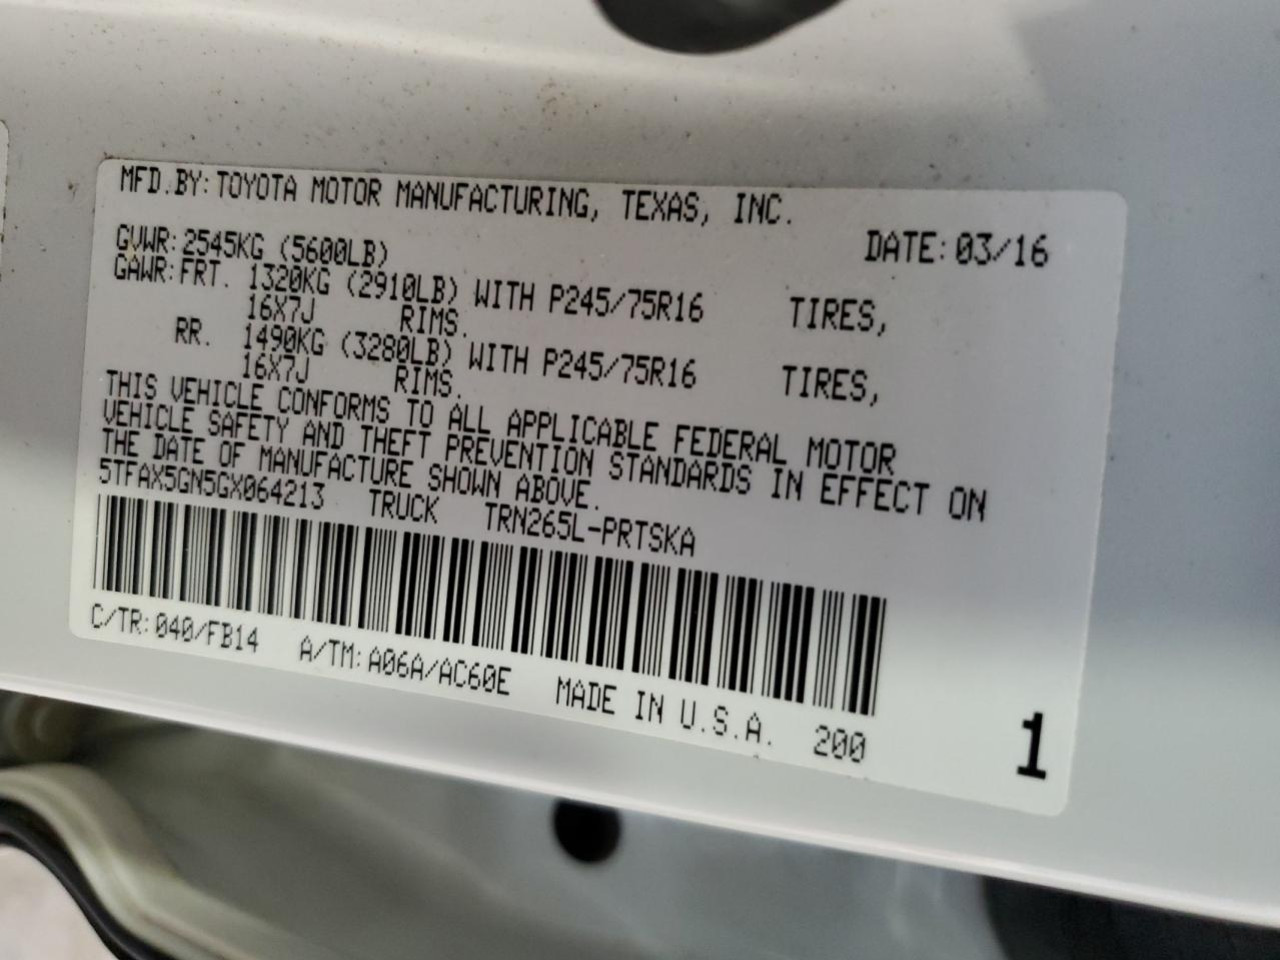 MFD.BY: TOYOTA MOTOR MANUFACTURING, TEXAS, INC.
DATE: 03/16
GVWR: 2545KG (5600LB)
GAWR: FRT. 1320KG (2910LB) WITH P245/75R16 TIRES,
16X7J RIMS.
RR. 1490KG (3280LB) WITH P245/75R16 TIRES,
16X7J RIMS.
THIS VEHICLE CONFORMS TO ALL APPLICABLE FEDERAL MOTOR
VEHICLE SAFETY AND THEFT PREVENTION STANDARDS IN EFFECT ON
THE DATE OF MANUFACTURE SHOWN ABOVE.
5TFAX5GN5GX064213 TRUCK TRN265L-PRTSKA
C/TR: 040/FB14 A/TM: A06A/AC60E MADE IN U.S.A. 200
1